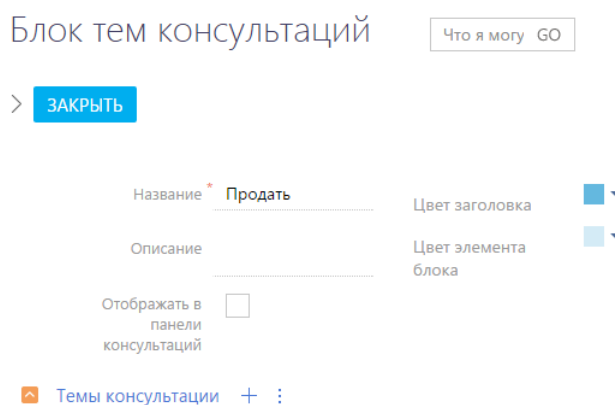 Блок тем консультаций
Что я могу GO
ЗАКРЫТЬ
Название * Продать
Цвет заголовка
Описание
Цвет элемента
блока
Отображать в
панели
консультаций
Темы консультации + ⋮